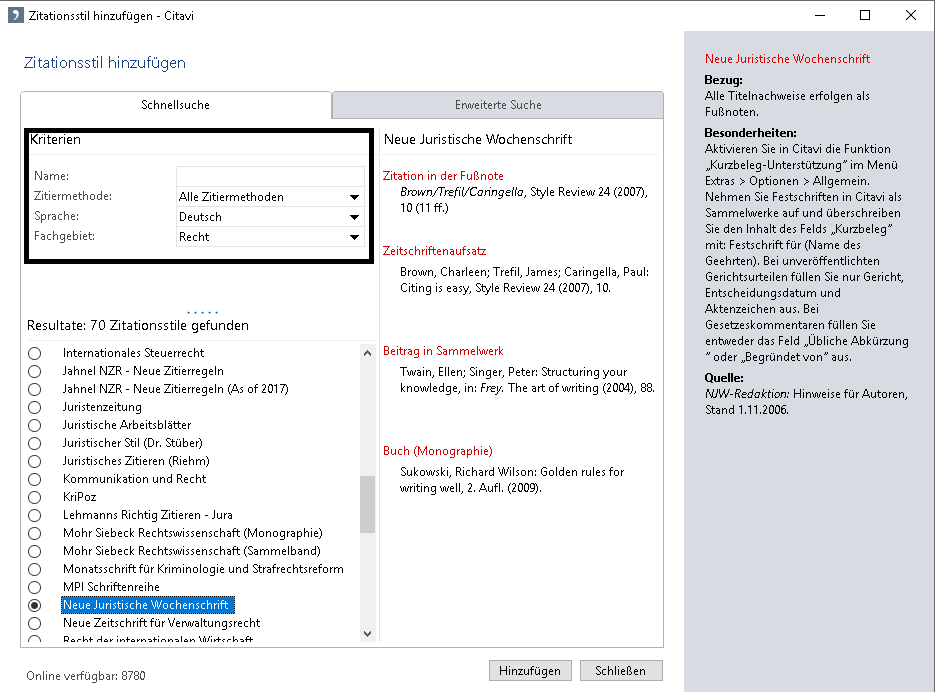 Zitationsstil hinzufügen - Citavi
Zitationsstil hinzufügen
Schnellsuche
Erweiterte Suche
Kriterien
Name:
Zitiermethode: Alle Zitiermethoden
Sprache: Deutsch
Fachgebiet: Recht
Resultate: 70 Zitationsstile gefunden
Internationales Steuerrecht
Jahnel NZR - Neue Zitierregeln
Jahnel NZR - Neue Zitierregeln (As of 2017)
Juristenzeitung
Juristische Arbeitsblätter
Juristischer Stil (Dr. Stüber)
Juristisches Zitieren (Riehm)
Kommunikation und Recht
KriPoz
Lehmanns Richtig Zitieren - Jura
Mohr Siebeck Rechtswissenschaft (Monographie)
Mohr Siebeck Rechtswissenschaft (Sammelband)
Monatsschrift für Kriminologie und Strafrechtsreform
MPI Schriftenreihe
Neue Juristische Wochenschrift
Neue Zeitschrift für Verwaltungsrecht
Recht der internationalen Wirtschaft
Online verfügbar: 8780
Neue Juristische Wochenschrift
Zitation in der Fußnote
Brown/Trefil/Caringella, Style Review 24 (2007),
10 (11 ff.)
Zeitschriftenaufsatz
Brown, Charleen; Trefil, James; Caringella, Paul:
Citing is easy, Style Review 24 (2007), 10.
Beitrag in Sammelwerk
Twain, Ellen; Singer, Peter: Structuring your
knowledge, in: Frey. The art of writing (2004), 88.
Buch (Monographie)
Sukowski, Richard Wilson: Golden rules for
writing well, 2. Aufl. (2009).
Hinzufügen
Schließen
Neue Juristische Wochenschrift
Bezug:
Alle Titelnachweise erfolgen als
Fußnoten.
Besonderheiten:
Aktivieren Sie in Citavi die Funktion
„Kurzbeleg-Unterstützung" im Menü
Extras > Optionen > Allgemein.
Nehmen Sie Festschriften in Citavi als
Sammelwerke auf und überschreiben
Sie den Inhalt des Felds „Kurzbeleg"
mit: Festschrift für (Name des
Geehrten). Bei unveröffentlichten
Gerichtsurteilen füllen Sie nur Gericht,
Entscheidungsdatum und
Aktenzeichen aus. Bei
Gesetzeskommentaren füllen Sie
entweder das Feld „Übliche Abkürzung
" oder „Begründet von" aus.
Quelle:
NJW-Redaktion: Hinweise für Autoren,
Stand 1.11.2006.